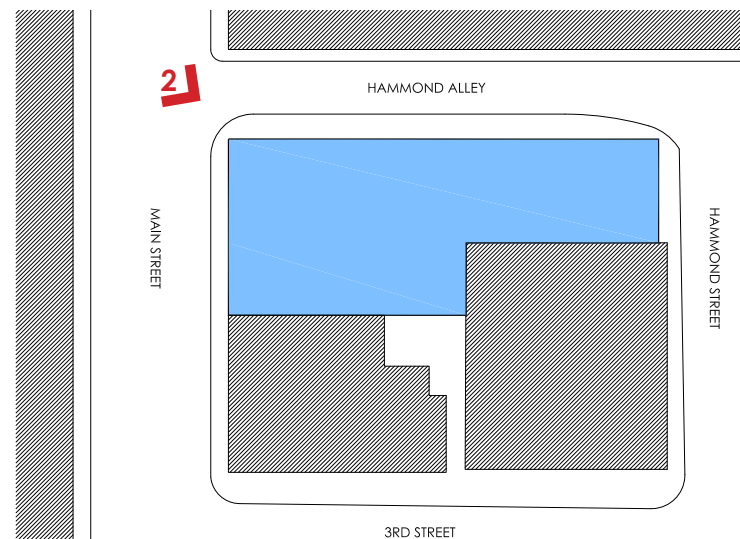 2
HAMMOND ALLEY
MAIN STREET
HAMMOND STREET
3RD STREET